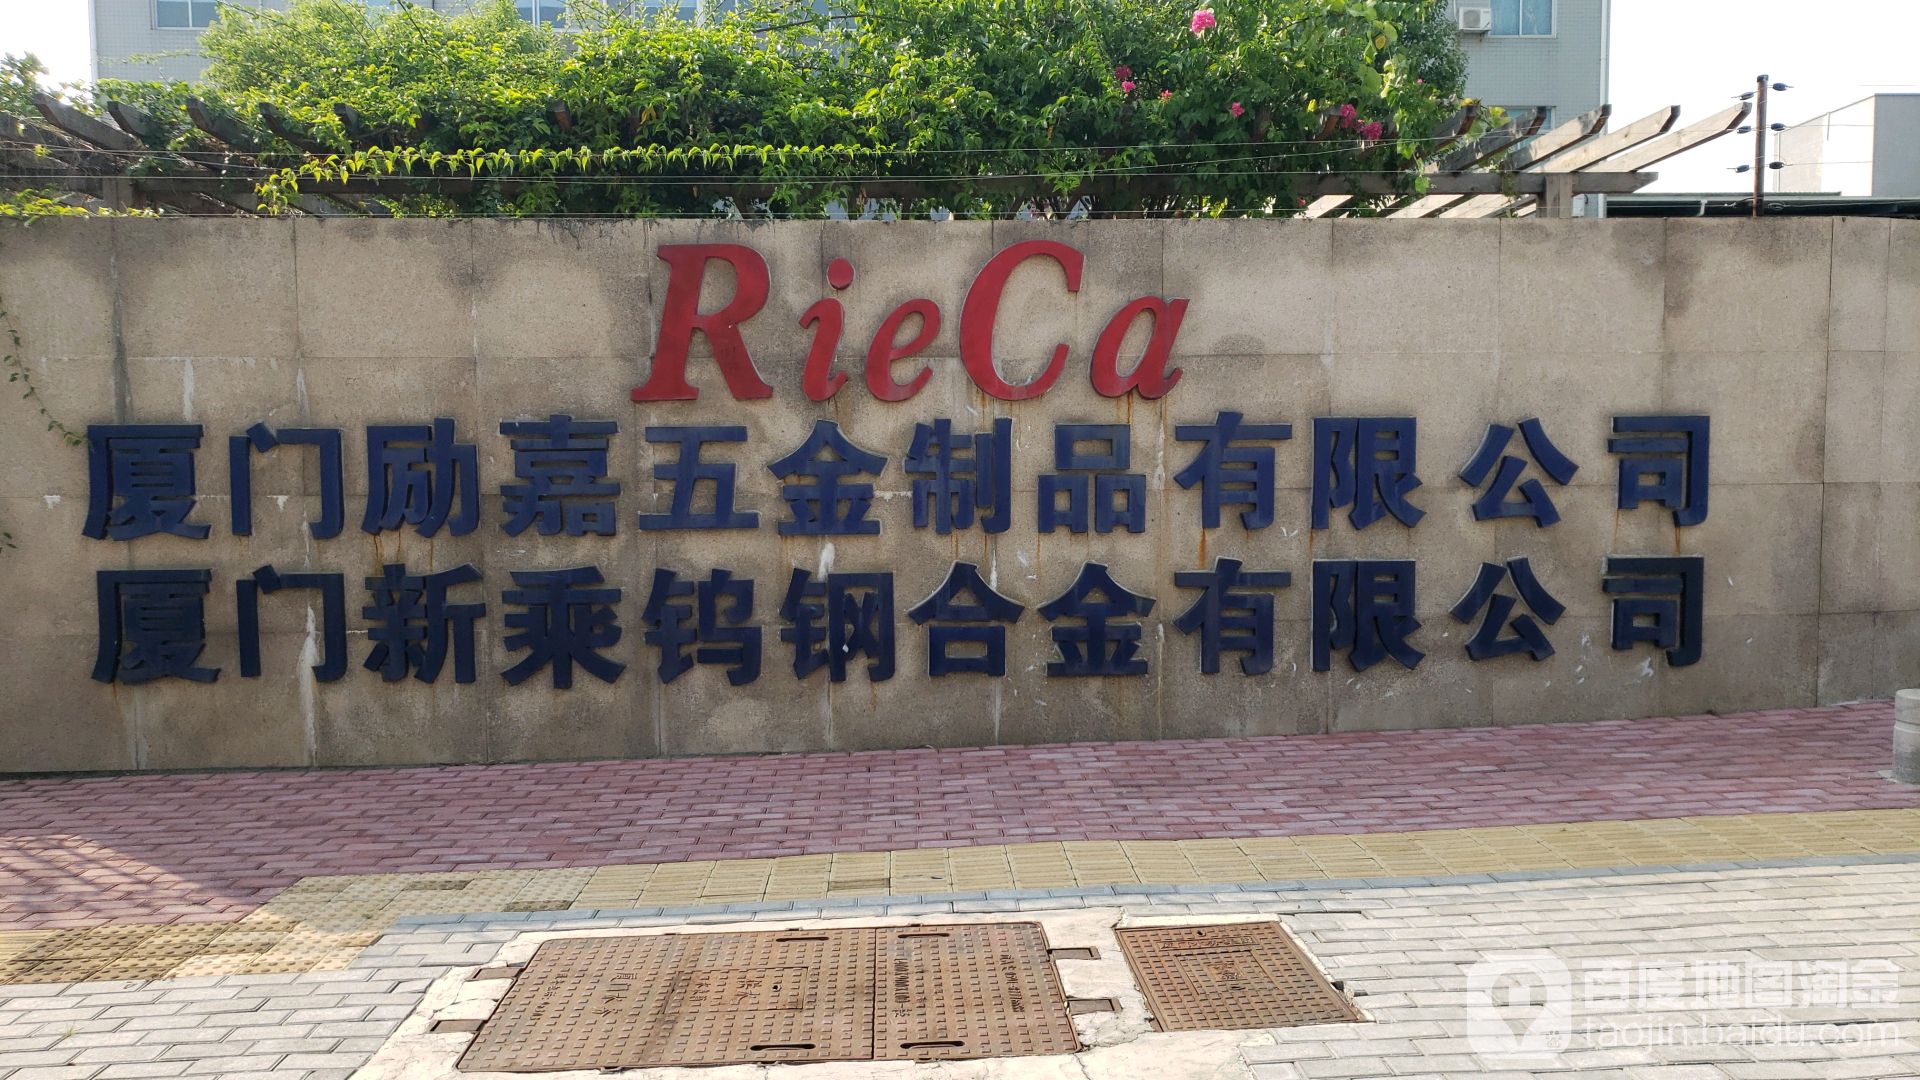 RieCa
厦门励嘉五金制品有限公司
厦门新乘钨钢合金有限公司
百度地图淘金
taojin.baidu.com